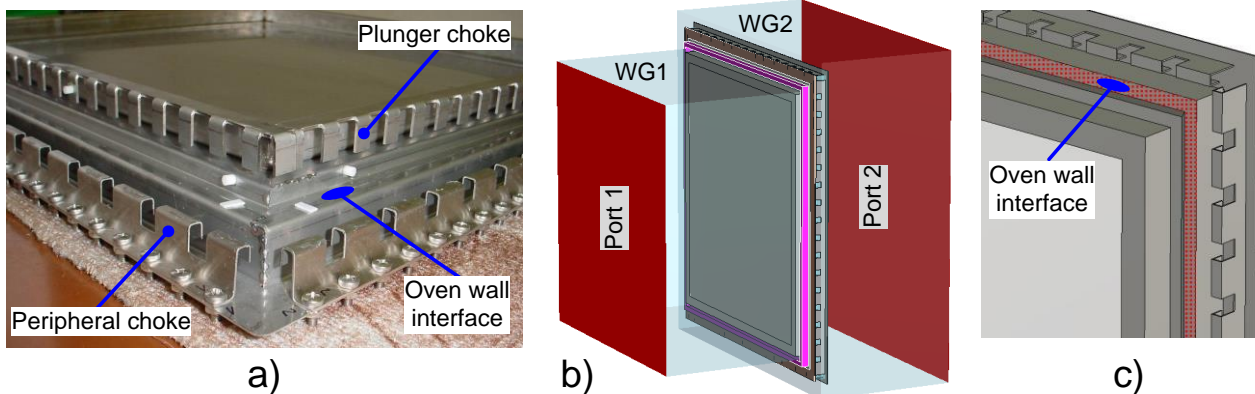 Plunger choke
Oven wall
interface
Peripheral choke
a)
WG2
WG1
Port 1
Port 2
b)
Oven wall
interface
c)